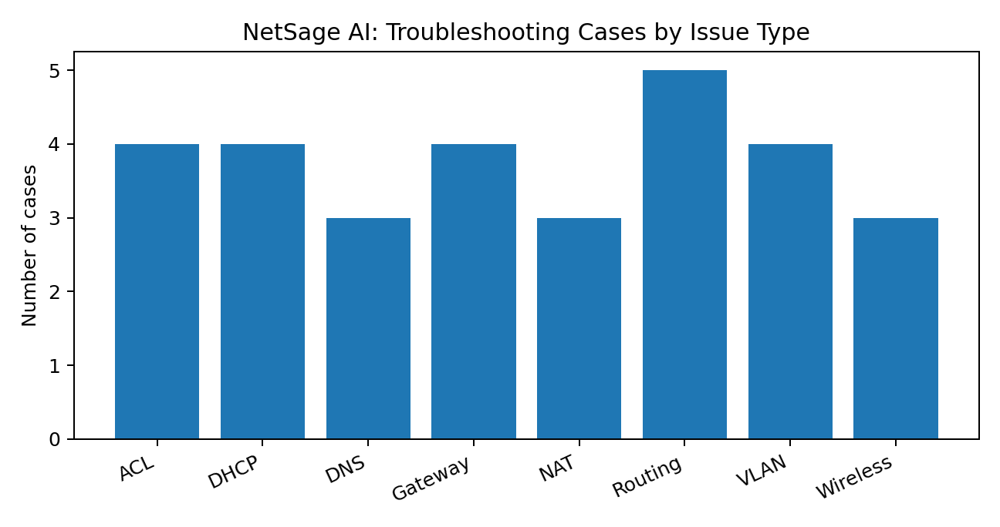 NetSage AI: Troubleshooting Cases by Issue Type
Number of cases
5
4
3
2
1
0
ACL
DHCP
DNS
Gateway
NAT
Routing
VLAN
Wireless